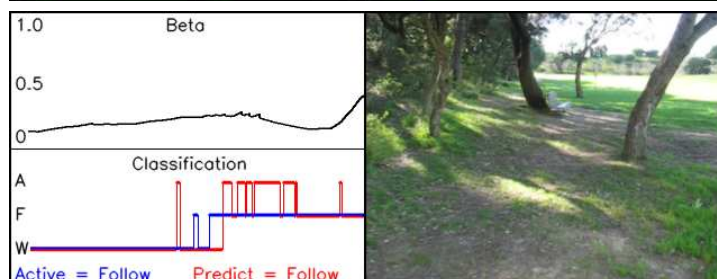 1.0 Beta
0.5
0
Classification
A
F
W
Active = Follow Predict = Follow